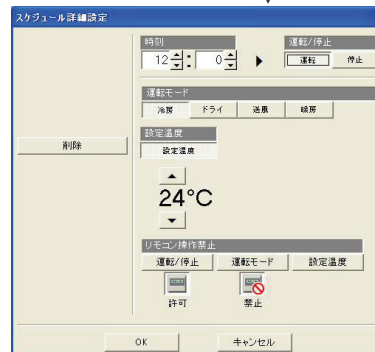 スケジュール詳細設定
時刻
運転/停止
12 : 0 ▶ 運転 停止
運転モード
冷房 ドライ 送風 暖房
削除
設定温度
設定温度
24°C
リモコン操作禁止
運転/停止 運転モード 設定温度
許可 禁止
OK キャンセル